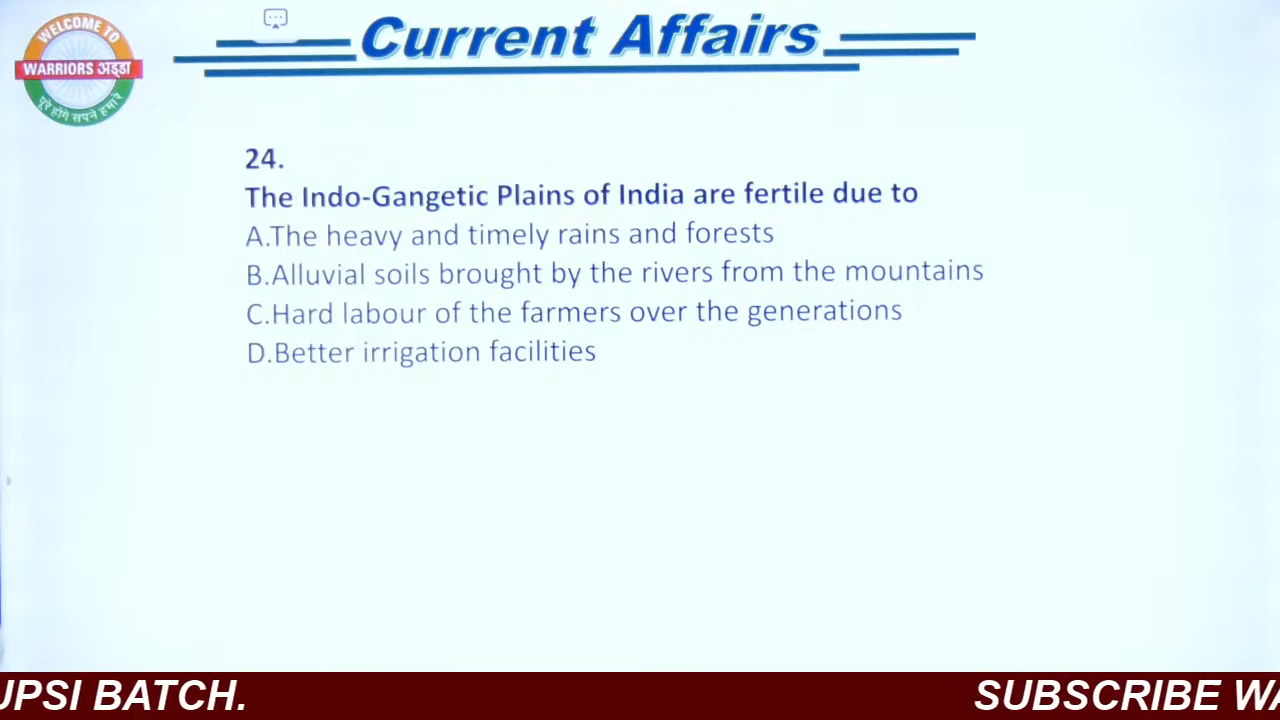 WELCOME TO
WARRIORS अड्डा
पूरे होंगे सपने हमारे
Current Affairs
24.
The Indo-Gangetic Plains of India are fertile due to
A.The heavy and timely rains and forests
B.Alluvial soils brought by the rivers from the mountains
C.Hard labour of the farmers over the generations
D.Better irrigation facilities
UPSI BATCH.
SUBSCRIBE WA